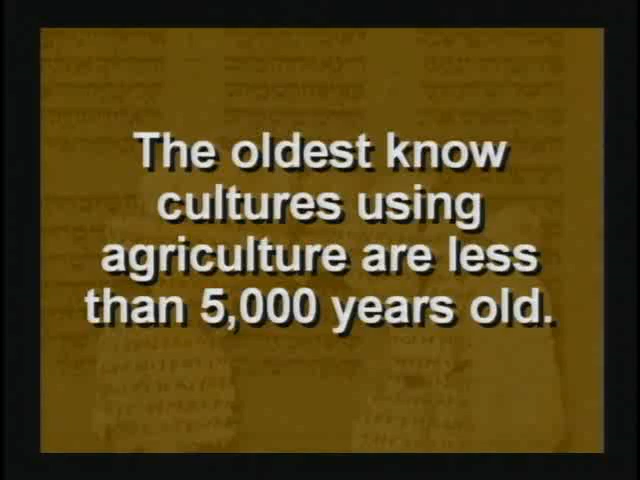 The oldest know
cultures using
agriculture are less
than 5,000 years old.